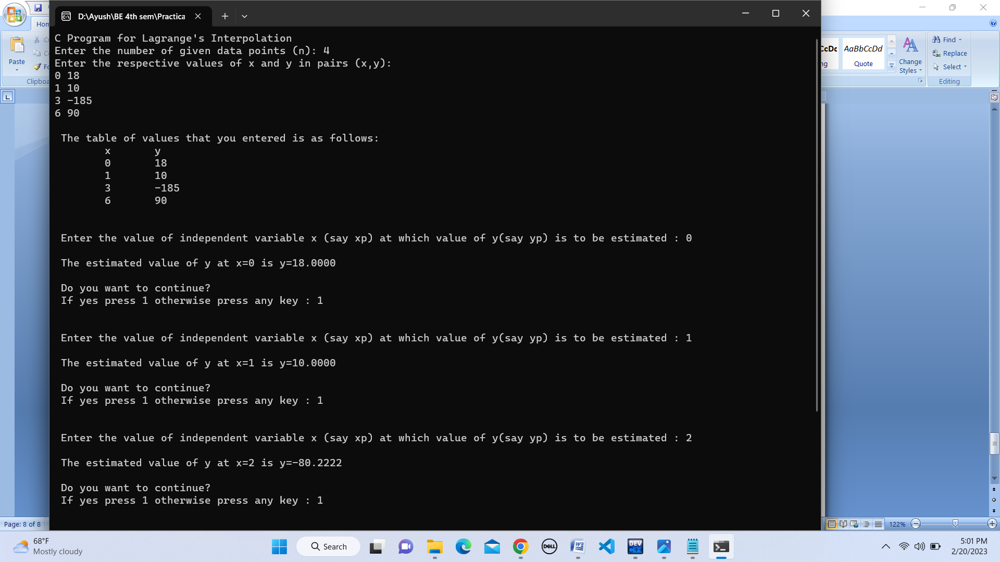 D:\Ayush\BE 4th sem\Practica
C Program for Lagrange's Interpolation
Enter the number of given data points (n): 4
Enter the respective values of x and y in pairs (x,y):
0 18
1 10
3 -185
6 90
The table of values that you entered is as follows:
x y
0 18
1 10
3 -185
6 90
Enter the value of independent variable x (say xp) at which value of y(say yp) is to be estimated : 0
The estimated value of y at x=0 is y=18.0000
Do you want to continue?
If yes press 1 otherwise press any key : 1
Enter the value of independent variable x (say xp) at which value of y(say yp) is to be estimated : 1
The estimated value of y at x=1 is y=10.0000
Do you want to continue?
If yes press 1 otherwise press any key : 1
Enter the value of independent variable x (say xp) at which value of y(say yp) is to be estimated : 2
The estimated value of y at x=2 is y=-80.2222
Do you want to continue?
If yes press 1 otherwise press any key : 1
Hom
Paste
C
Co
Fo
Clipboa
CcDc
AaBbCcDd
ng
Quote
AA
Change
Styles
Find
Replace
Select
Editing
Page: 8 of 8
122%
68°F
Mostly cloudy
Search
DELL
W
DEV
C++
5:01 PM
2/20/2023